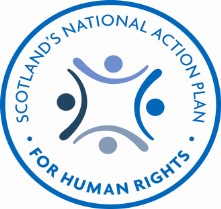 SCOTLAND'S NATIONAL ACTION PLAN
• FOR HUMAN RIGHTS •